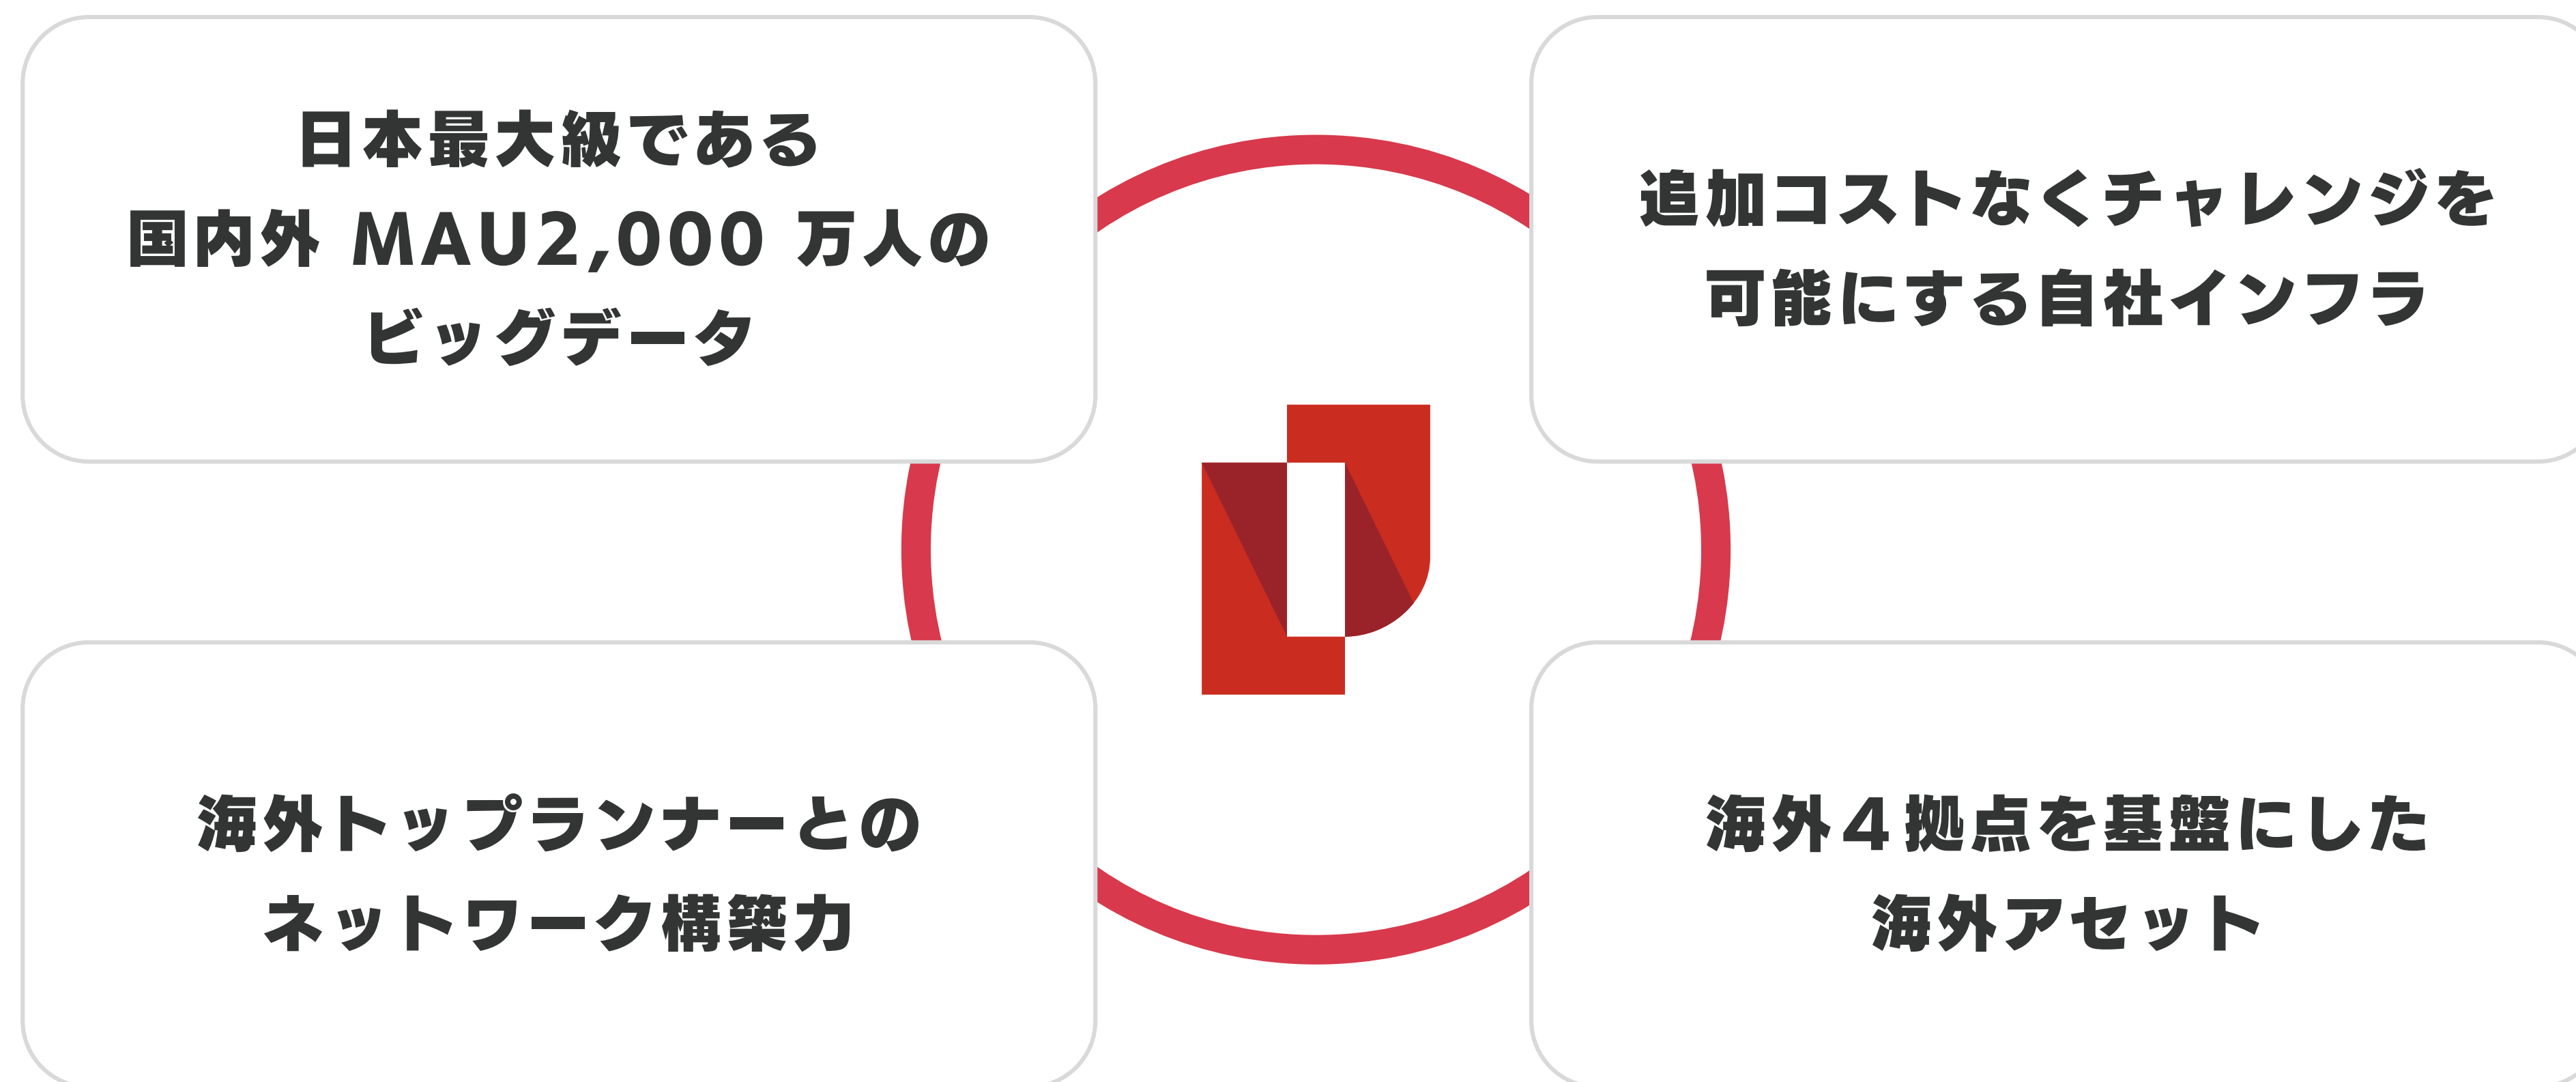 日本最大級である
国内外 MAU2,000 万人の
ビッグデータ
追加コストなくチャレンジを
可能にする自社インフラ
海外トップランナーとの
ネットワーク構築力
海外４拠点を基盤にした
海外アセット